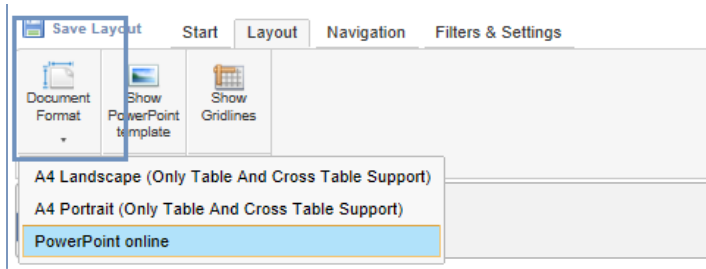 Save Layout Start Layout Navigation Filters & Settings
Document Show Show
Format PowerPoint Gridlines
template
A4 Landscape (Only Table And Cross Table Support)
A4 Portrait (Only Table And Cross Table Support)
PowerPoint online